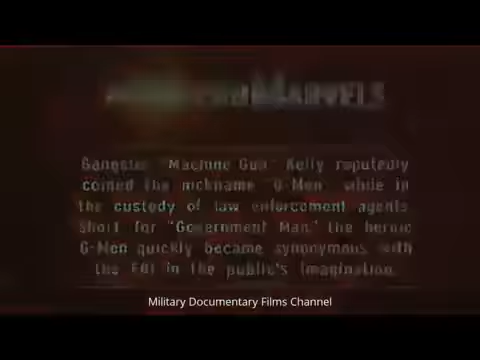 MARVELS
Gangster "Machine Gun" Kelly reputedly
coined the nickname "G-Men" while in
the custody of law enforcement agents.
Short for "Government Man," the heroic
G-Men quickly became synonymous with
the FBI in the public's imagination.
Military Documentary Films Channel